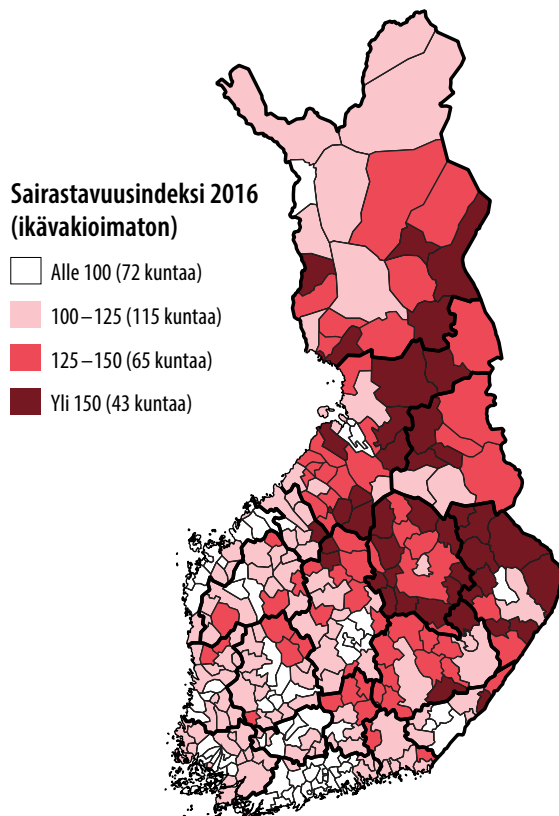 Sairastavuusindeksi 2016
(ikävakioimaton)
Alle 100 (72 kuntaa)
100–125 (115 kuntaa)
125–150 (65 kuntaa)
Yli 150 (43 kuntaa)